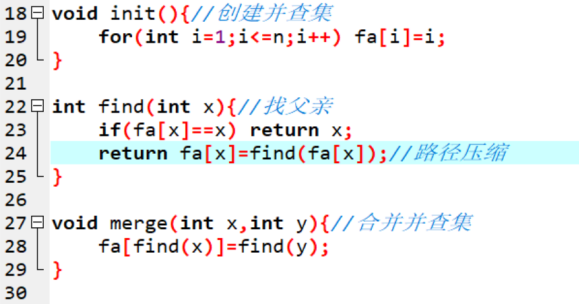 18 void init(){//创建并查集
19     for(int i=1;i<=n;i++) fa[i]=i;
20 }
21
22 int find(int x){//找父亲
23     if(fa[x]==x) return x;
24     return fa[x]=find(fa[x]);//路径压缩
25 }
26
27 void merge(int x,int y){//合并并查集
28     fa[find(x)]=find(y);
29 }
30